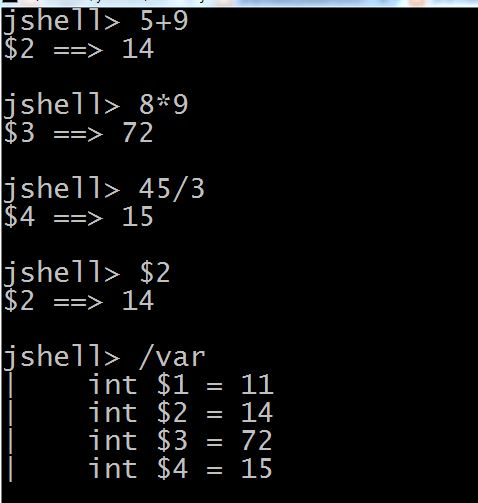 jshell> 5+9
$2 ==> 14
jshell> 8*9
$3 ==> 72
jshell> 45/3
$4 ==> 15
jshell> $2
$2 ==> 14
jshell> /var
|    int $1 = 11
|    int $2 = 14
|    int $3 = 72
|    int $4 = 15